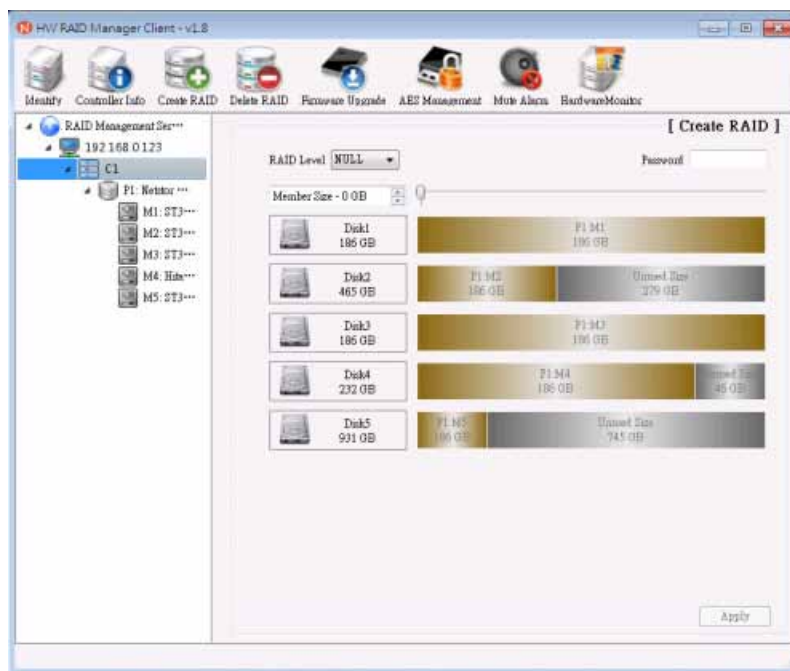 HW RAID Manager Client - v1.8
Identify Controller Info Create RAID Delete RAID Firmware Upgrade AES Management Mute Alarm HardwareMonitor
RAID Management Ser...
192.168.0.123
C1
P1: Netstor ...
M1: ST3...
M2: ST3...
M3: ST3...
M4: Hita...
M5: ST3...
[ Create RAID ]
RAID Level NULL
Password
Member Size - 0 GB
Disk1
186 GB
P1:M1
186 GB
Disk2
465 GB
P1:M2
186 GB
Unused Size
279 GB
Disk3
186 GB
P1:M3
186 GB
Disk4
232 GB
P1:M4
186 GB
Unused Siz
46 GB
Disk5
931 GB
P1:M5
186 GB
Unused Size
745 GB
Apply